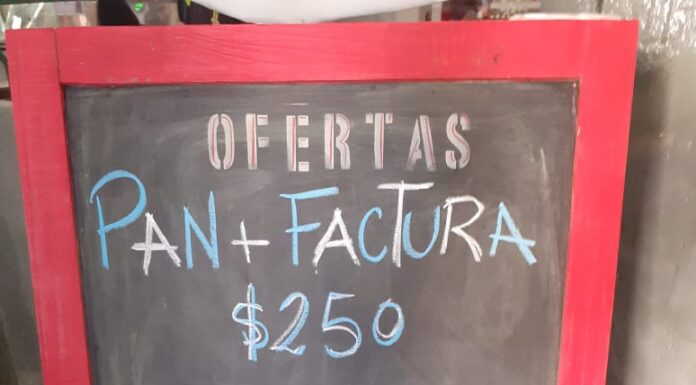 OFERTAS
PAN + FACTURA
$250